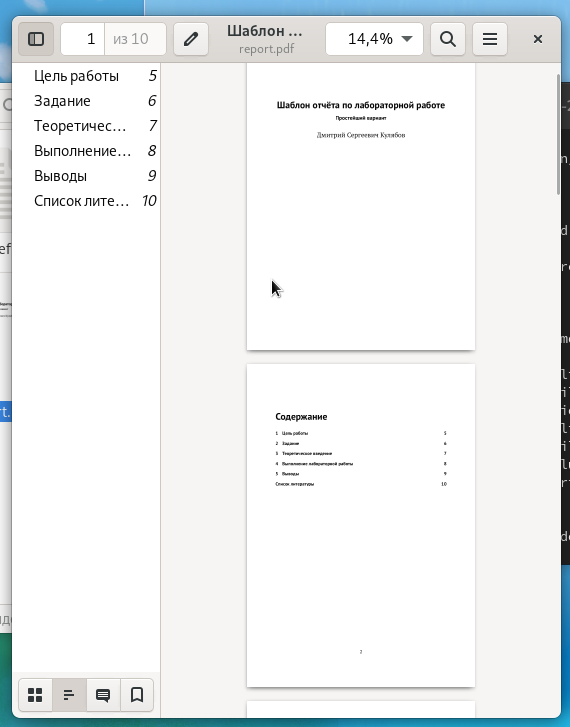 1
из 10
Шаблон ...
report.pdf
14,4%
Цель работы 5
Задание 6
Теоретичес... 7
Выполнение... 8
Выводы 9
Список лите... 10
Шаблон отчёта по лабораторной работе
Простейший вариант
Дмитрий Сергеевич Кулябов
Содержание
1 Цель работы 5
2 Задание 6
3 Теоретическое введение 7
4 Выполнение лабораторной работы 8
5 Выводы 9
Список литературы 10
2